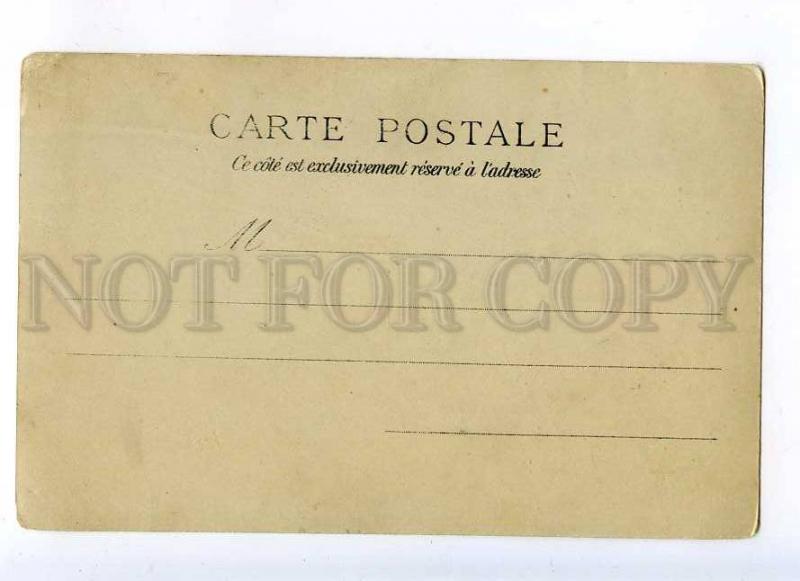 CARTE POSTALE
Ce côté est exclusivement réservé à l'adresse
M
NOT FOR COPY